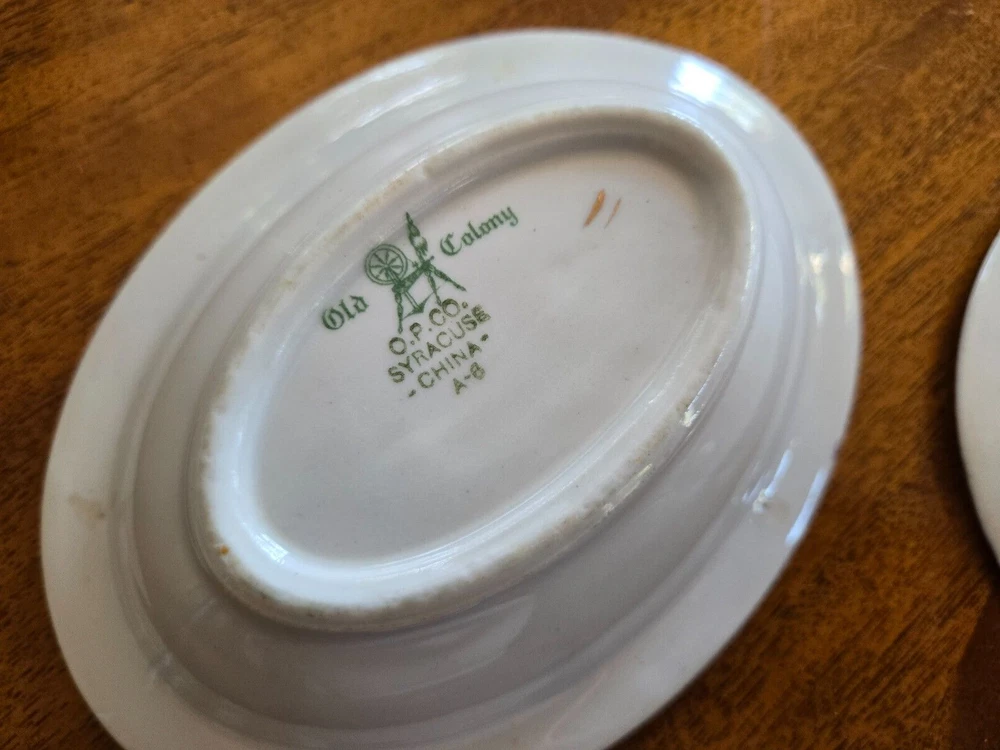 Old Colony
O.P.CO.
SYRACUSE
-CHINA-
A-8